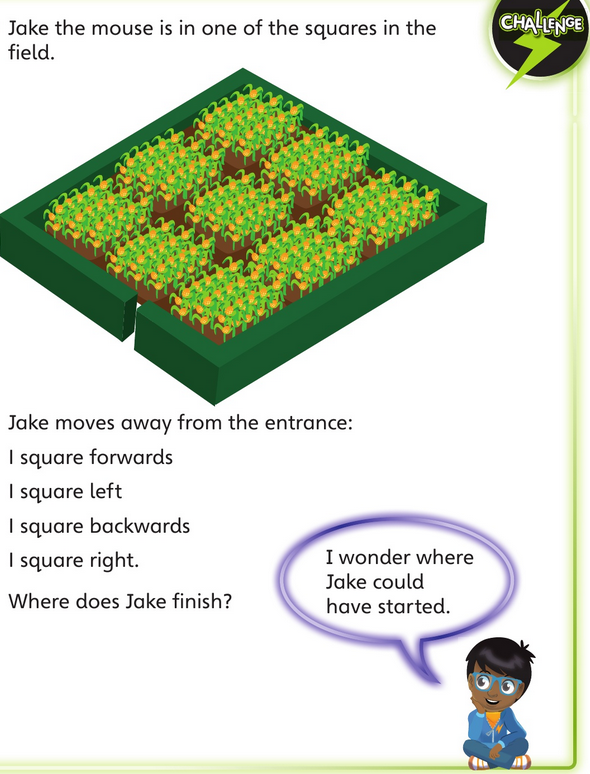 Jake the mouse is in one of the squares in the
field.
CHALLENGE
Jake moves away from the entrance:
1 square forwards
1 square left
1 square backwards
1 square right.
Where does Jake finish?
I wonder where
Jake could
have started.